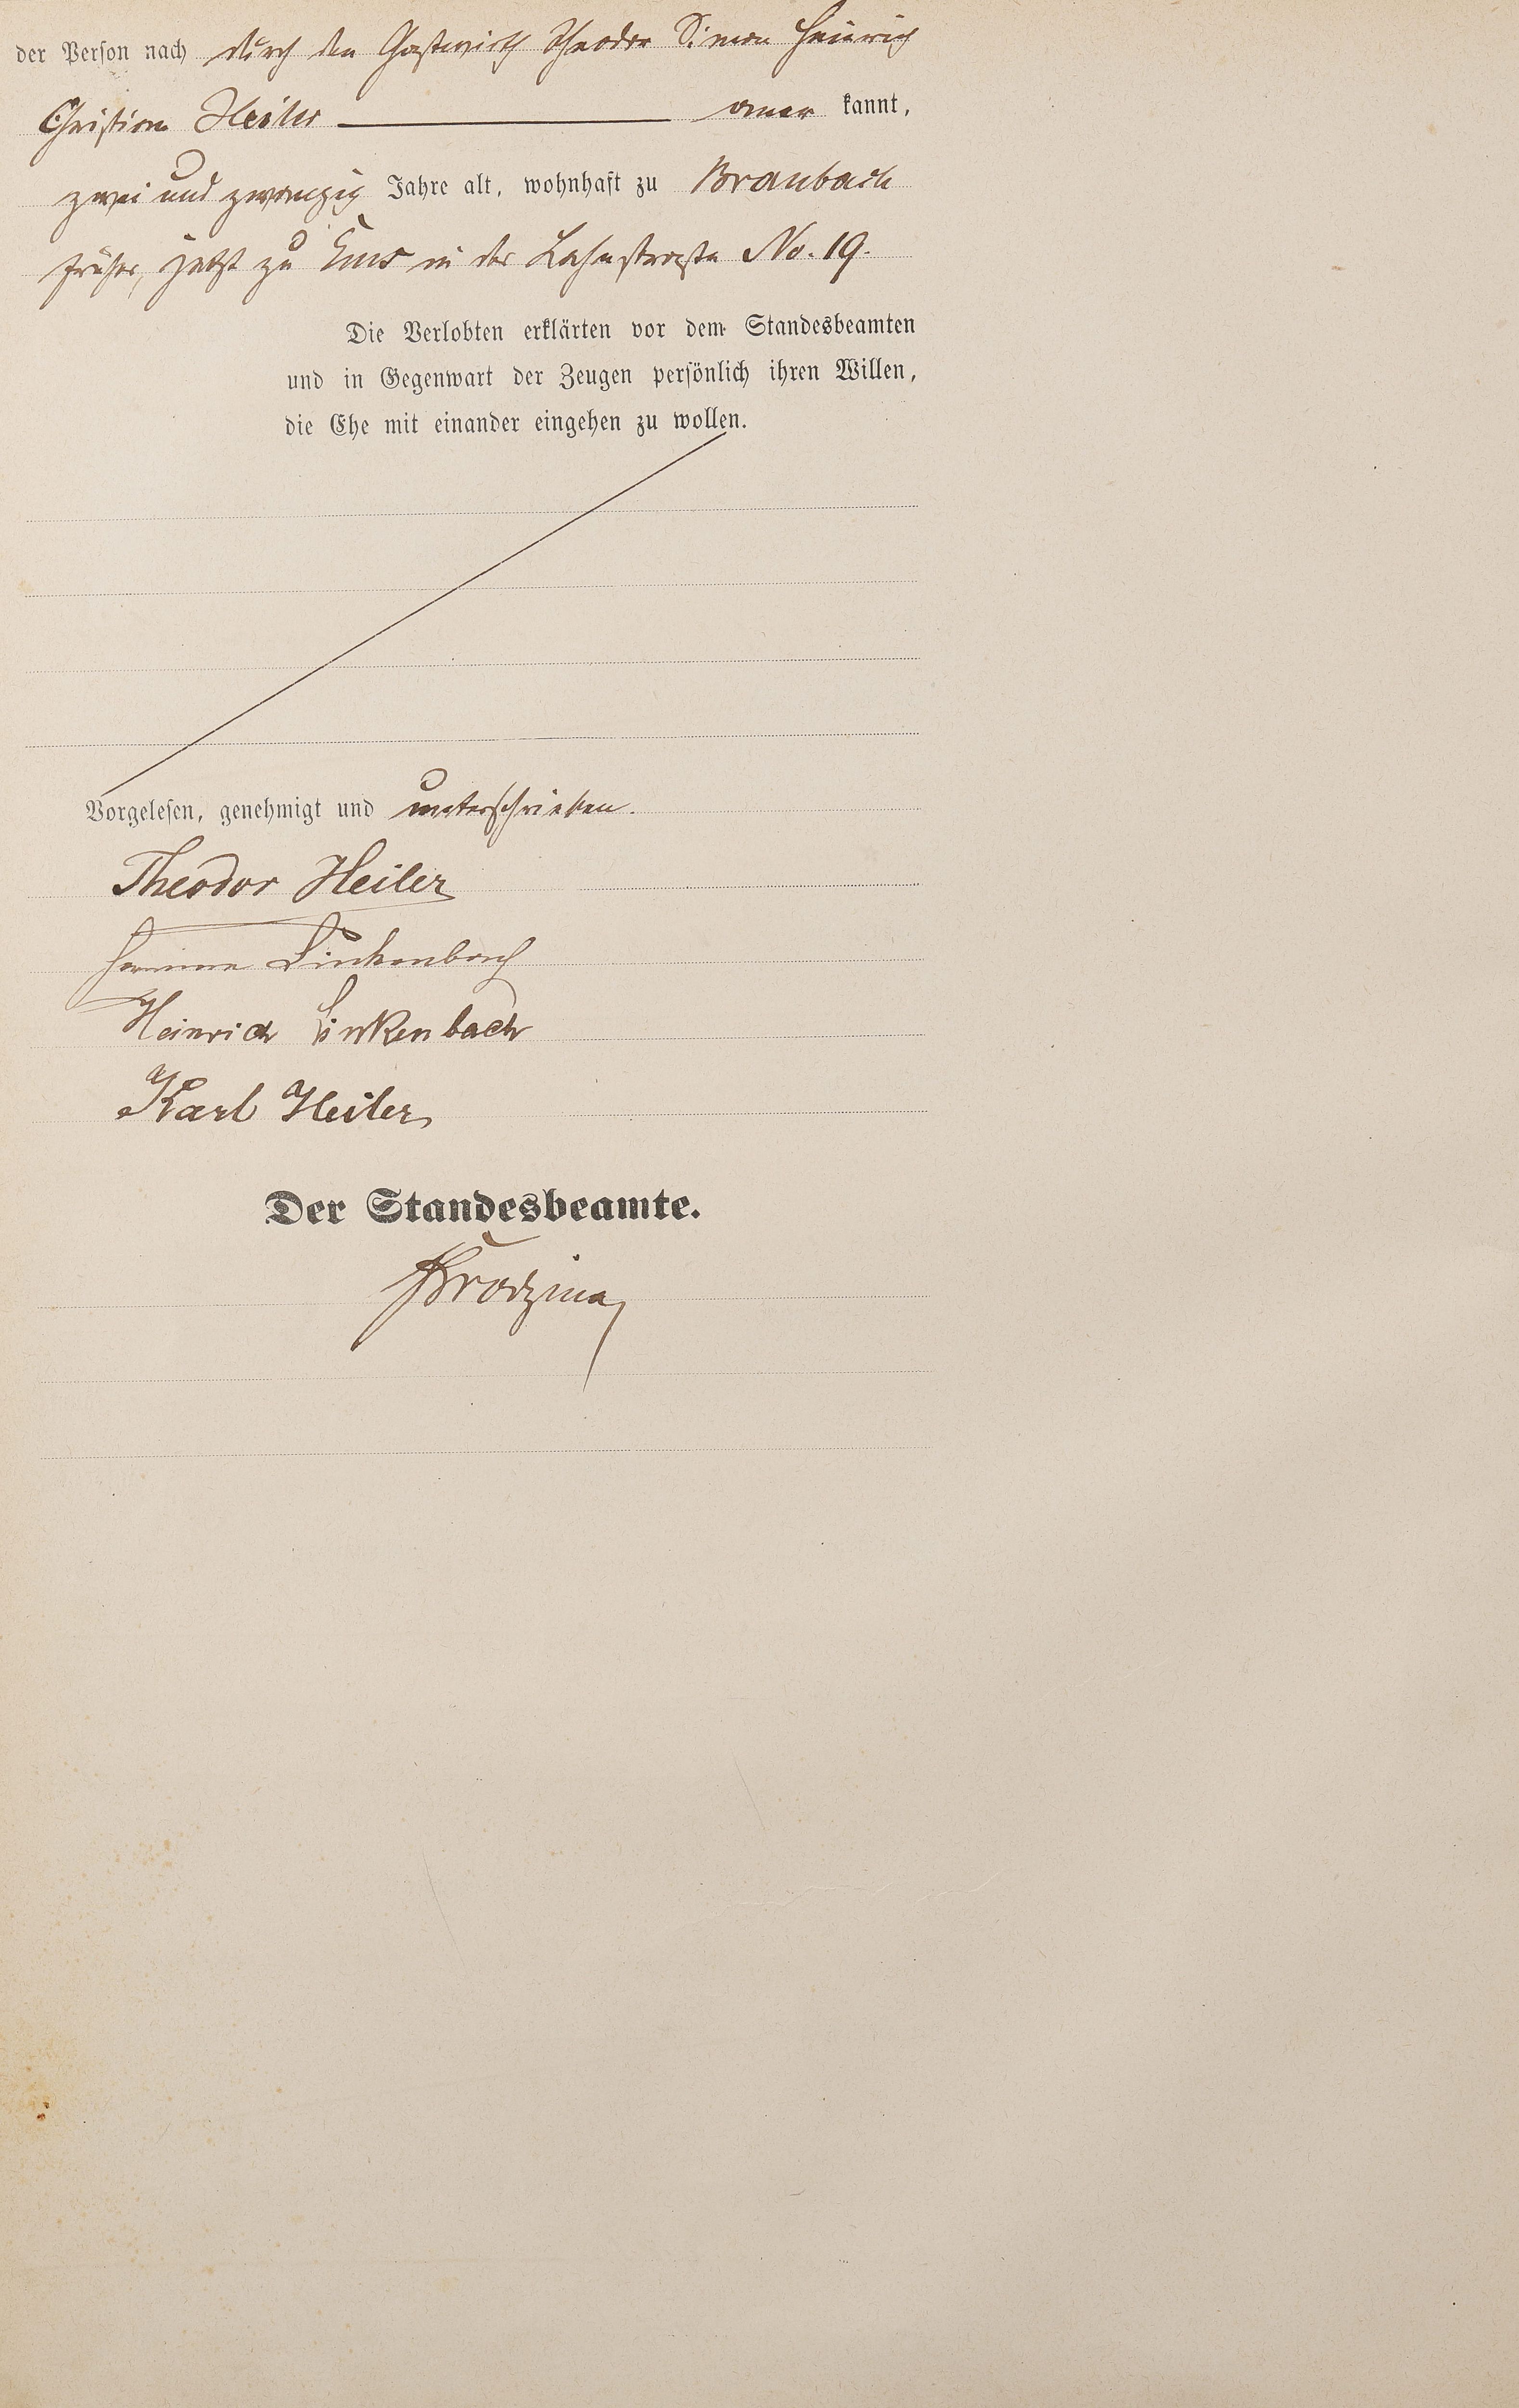 der Person nach durch den Gastwirth Theodor Simon Heinrich
Christian Heiler aner kannt,
zwei und zwanzig Jahre alt, wohnhaft zu Braubach
früher, jetzt zu Ems in der Lahnstraße No. 19.
Die Verlobten erklärten vor dem Standesbeamten
und in Gegenwart der Zeugen persönlich ihren Willen,
die Ehe mit einander eingehen zu wollen.
Vorgelesen, genehmigt und unterschrieben.
Theodor Heiler
Linkenbach
Heinrich Linkenbach
Karl Heiler
Der Standesbeamte.